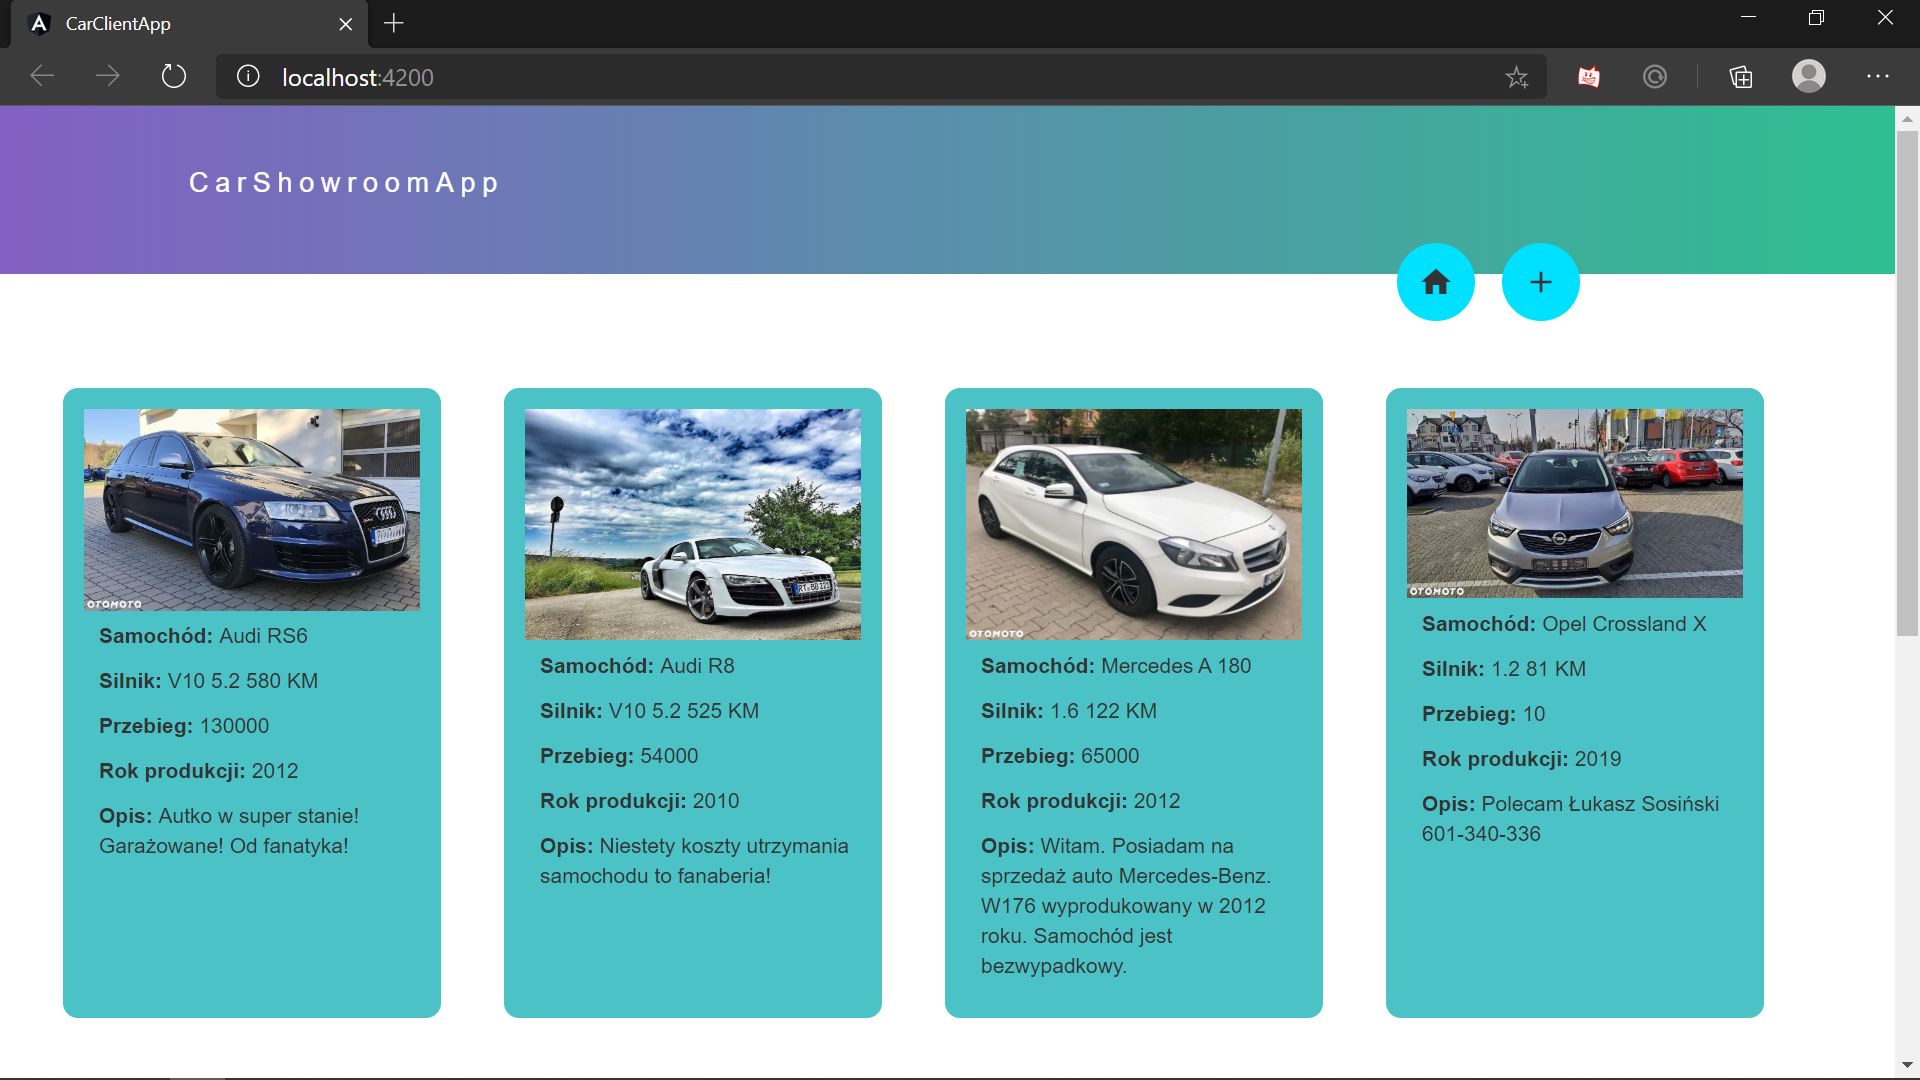 CarClientApp
localhost:4200
CarShowroomApp
OTOMOTO
Samochód: Audi RS6
Silnik: V10 5.2 580 KM
Przebieg: 130000
Rok produkcji: 2012
Opis: Autko w super stanie!
Garażowane! Od fanatyka!
Samochód: Audi R8
Silnik: V10 5.2 525 KM
Przebieg: 54000
Rok produkcji: 2010
Opis: Niestety koszty utrzymania
samochodu to fanaberia!
OTOMOTO
Samochód: Mercedes A 180
Silnik: 1.6 122 KM
Przebieg: 65000
Rok produkcji: 2012
Opis: Witam. Posiadam na
sprzedaż auto Mercedes-Benz.
W176 wyprodukowany w 2012
roku. Samochód jest
bezwypadkowy.
OTOMOTO
Samochód: Opel Crossland X
Silnik: 1.2 81 KM
Przebieg: 10
Rok produkcji: 2019
Opis: Polecam Łukasz Sosiński
601-340-336